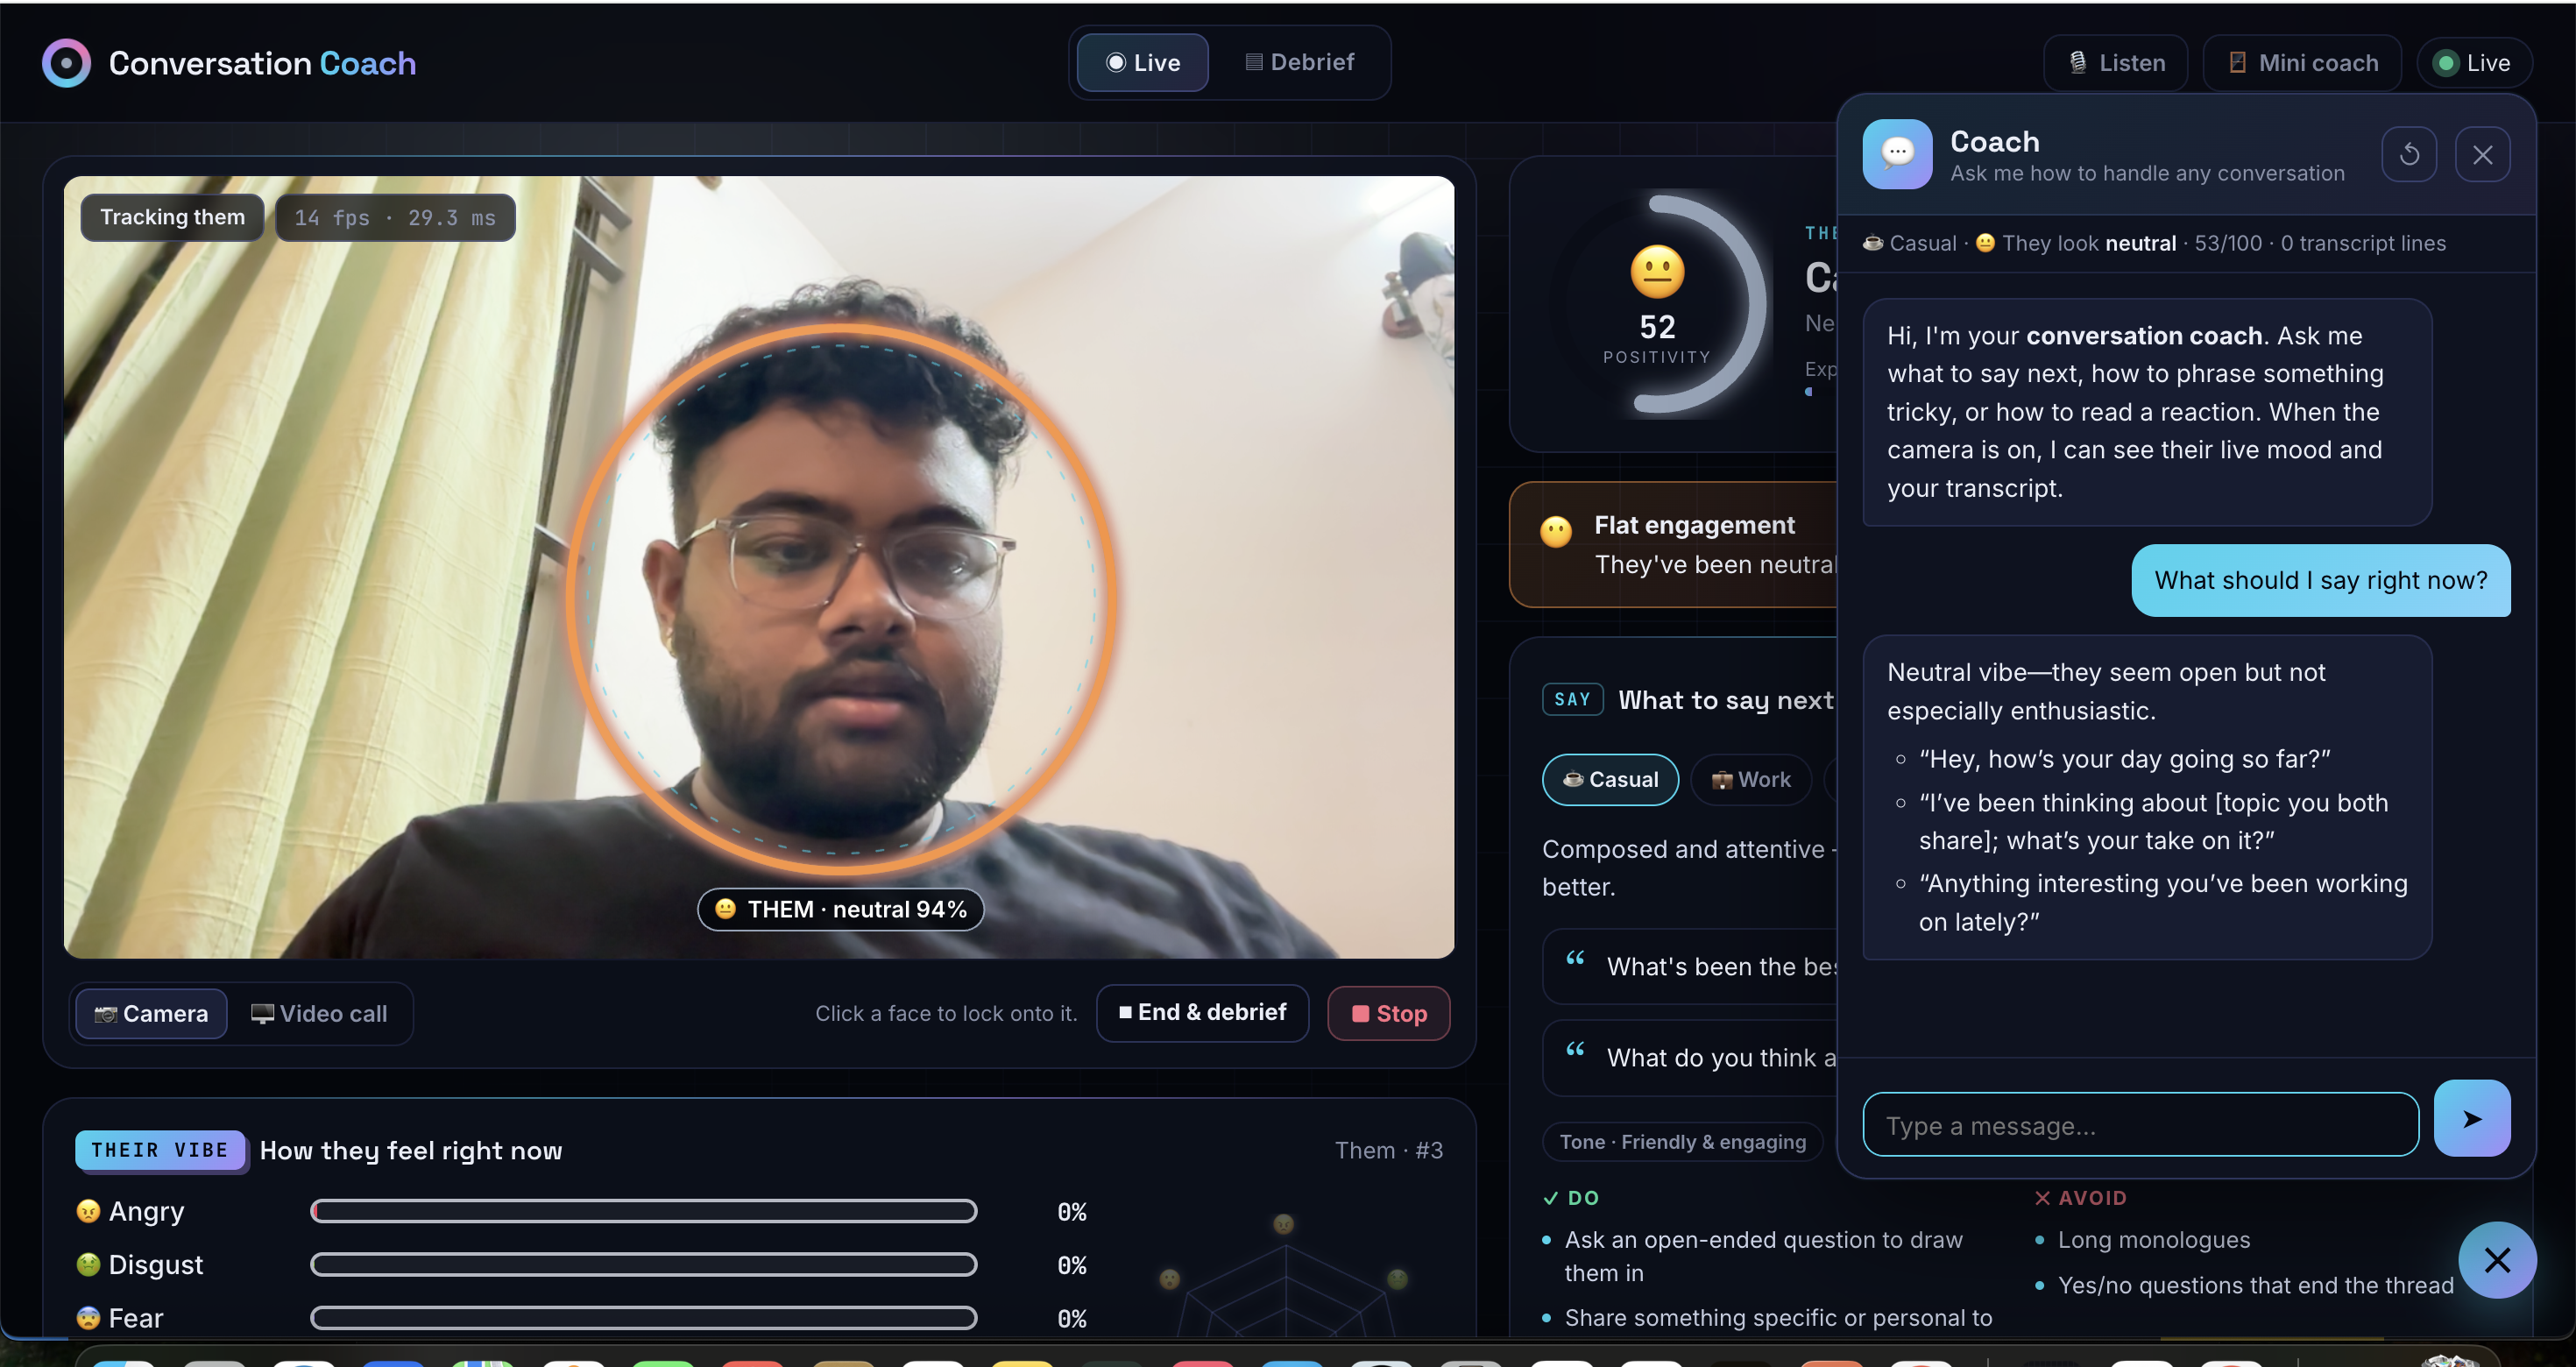 Conversation Coach
Live
Debrief
Listen
Mini coach
Live
Tracking them
14 fps · 29.3 ms
THEM · neutral 94%
Camera
Video call
Click a face to lock onto it.
End & debrief
Stop
THEIR VIBE
How they feel right now
Them · #3
Angry
0%
Disgust
0%
Fear
0%
52
POSITIVITY
Flat engagement
They've been neutral
SAY
What to say next
Casual
Work
Composed and attentive
better.
“ What's been the
“ What do you think
Tone · Friendly & engaging
✓ DO
Ask an open-ended question to draw
them in
Share something specific or personal to
✕ AVOID
Long monologues
Yes/no questions that end the thread
Coach
Ask me how to handle any conversation
Casual · They look neutral · 53/100 · 0 transcript lines
Hi, I'm your conversation coach. Ask me
what to say next, how to phrase something
tricky, or how to read a reaction. When the
camera is on, I can see their live mood and
your transcript.
What should I say right now?
Neutral vibe—they seem open but not
especially enthusiastic.
“Hey, how’s your day going so far?”
“I’ve been thinking about [topic you both
share]; what’s your take on it?”
“Anything interesting you’ve been working
on lately?”
Type a message...